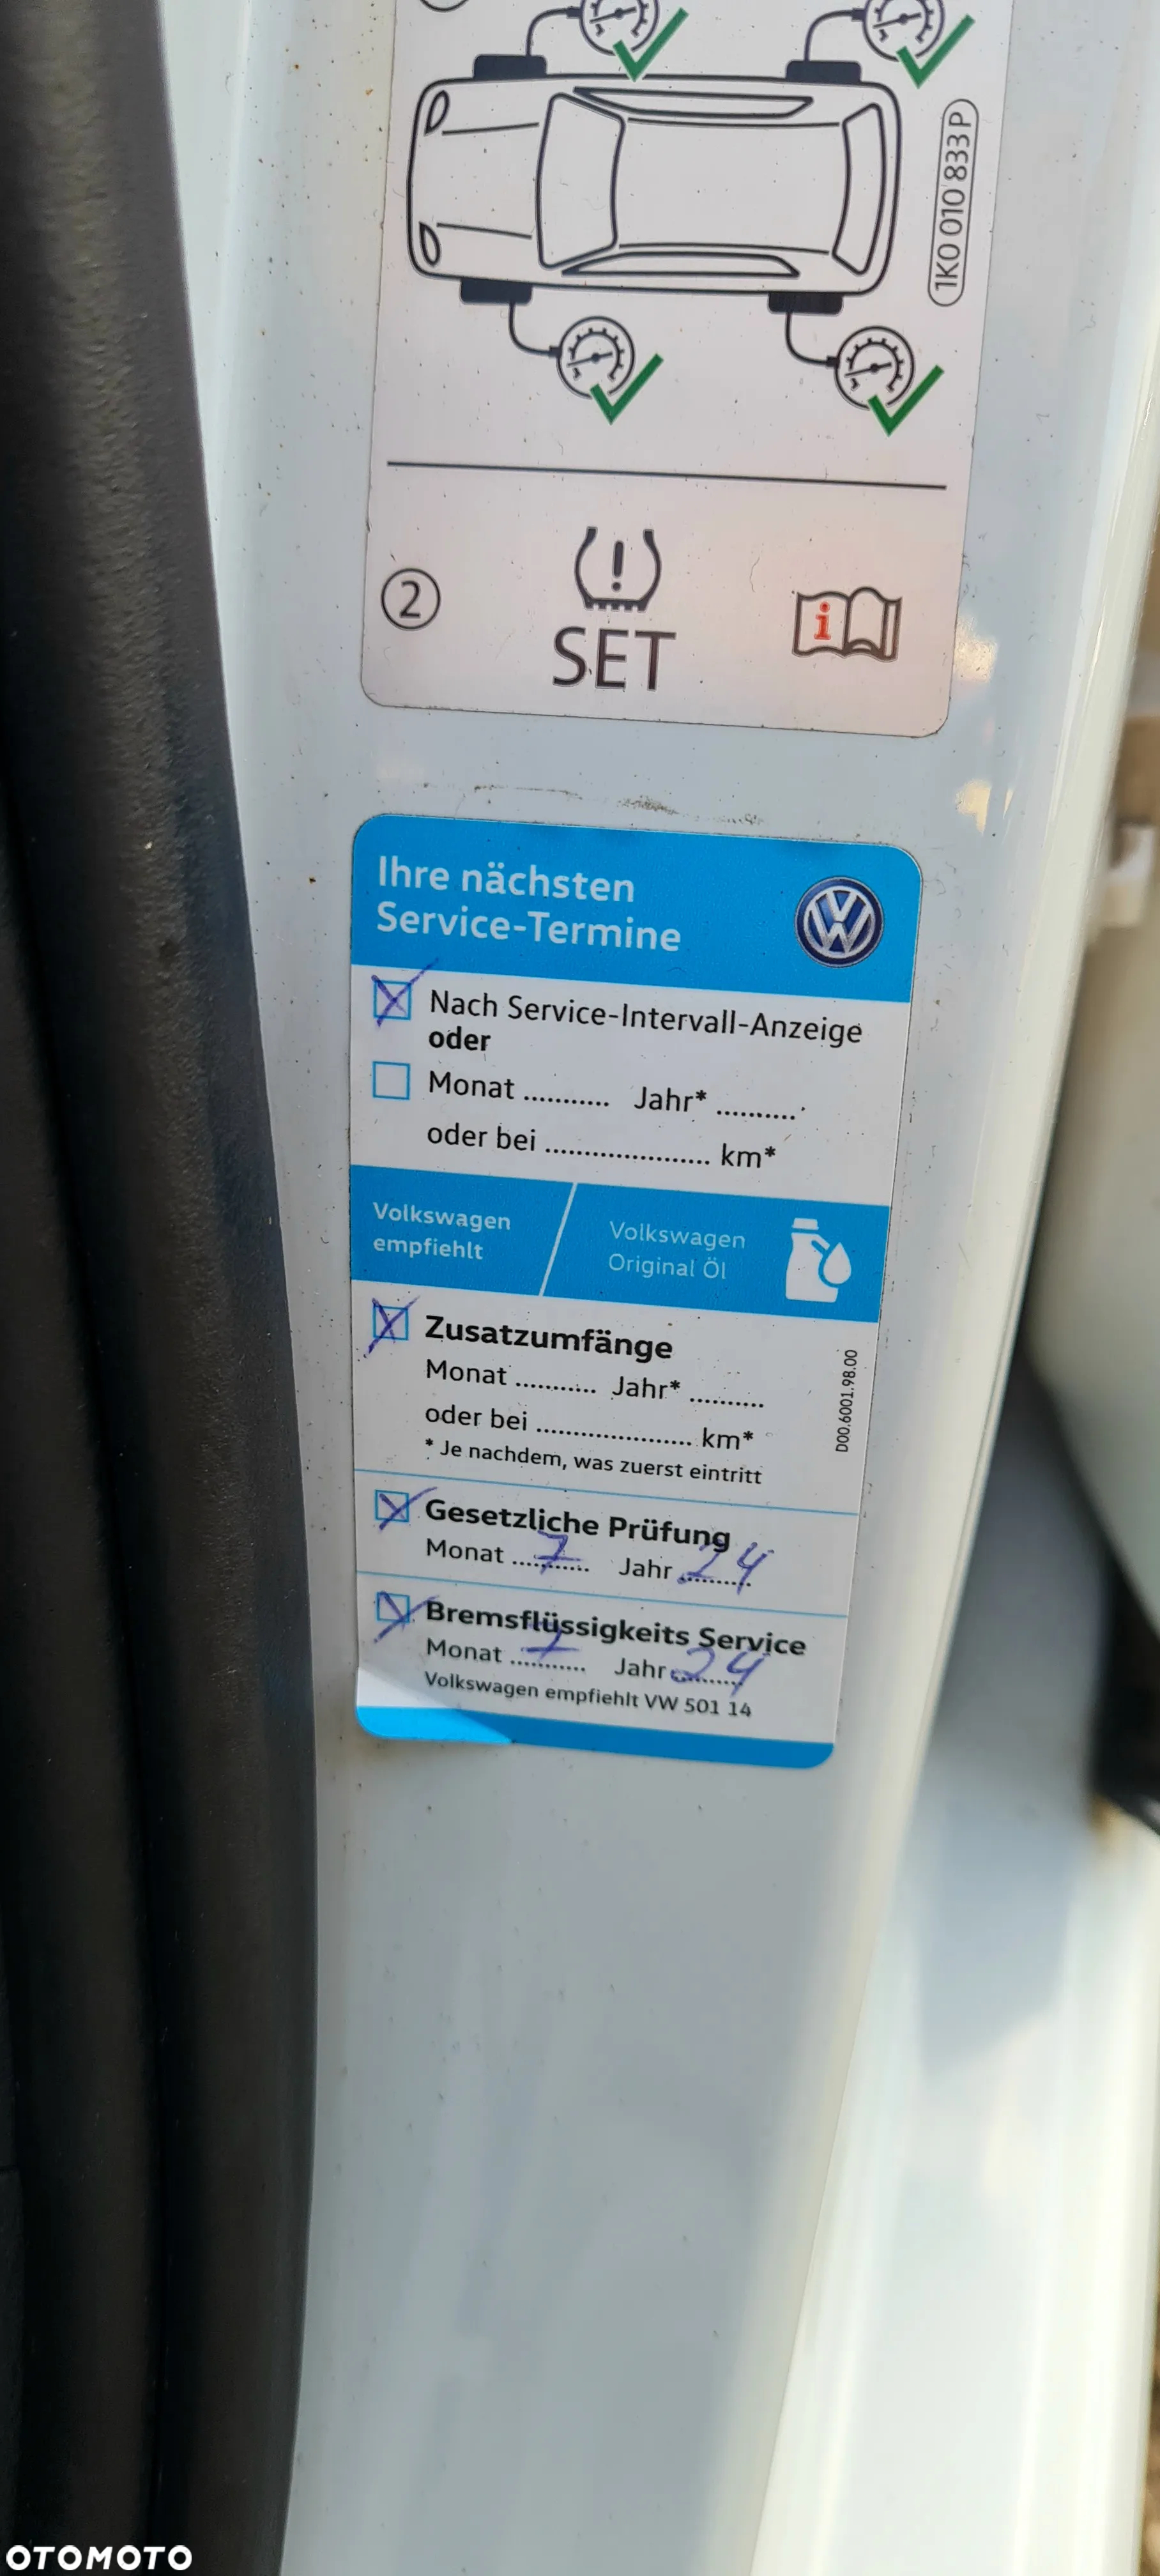 1K0 010 833 P
2
SET
i
Ihre nächsten
Service-Termine
Nach Service-Intervall-Anzeige
oder
Monat ........... Jahr* ..........
oder bei ..................... km*
Volkswagen
empfiehlt
Volkswagen
Original Öl
Zusatzumfänge
Monat ........... Jahr* ..........
oder bei ..................... km*
* Je nachdem, was zuerst eintritt
D00.6001.98.00
Gesetzliche Prüfung
Monat 7 Jahr 24
Bremsflüssigkeits Service
Monat 7 Jahr 24
Volkswagen empfiehlt VW 501 14
OTOMOTO